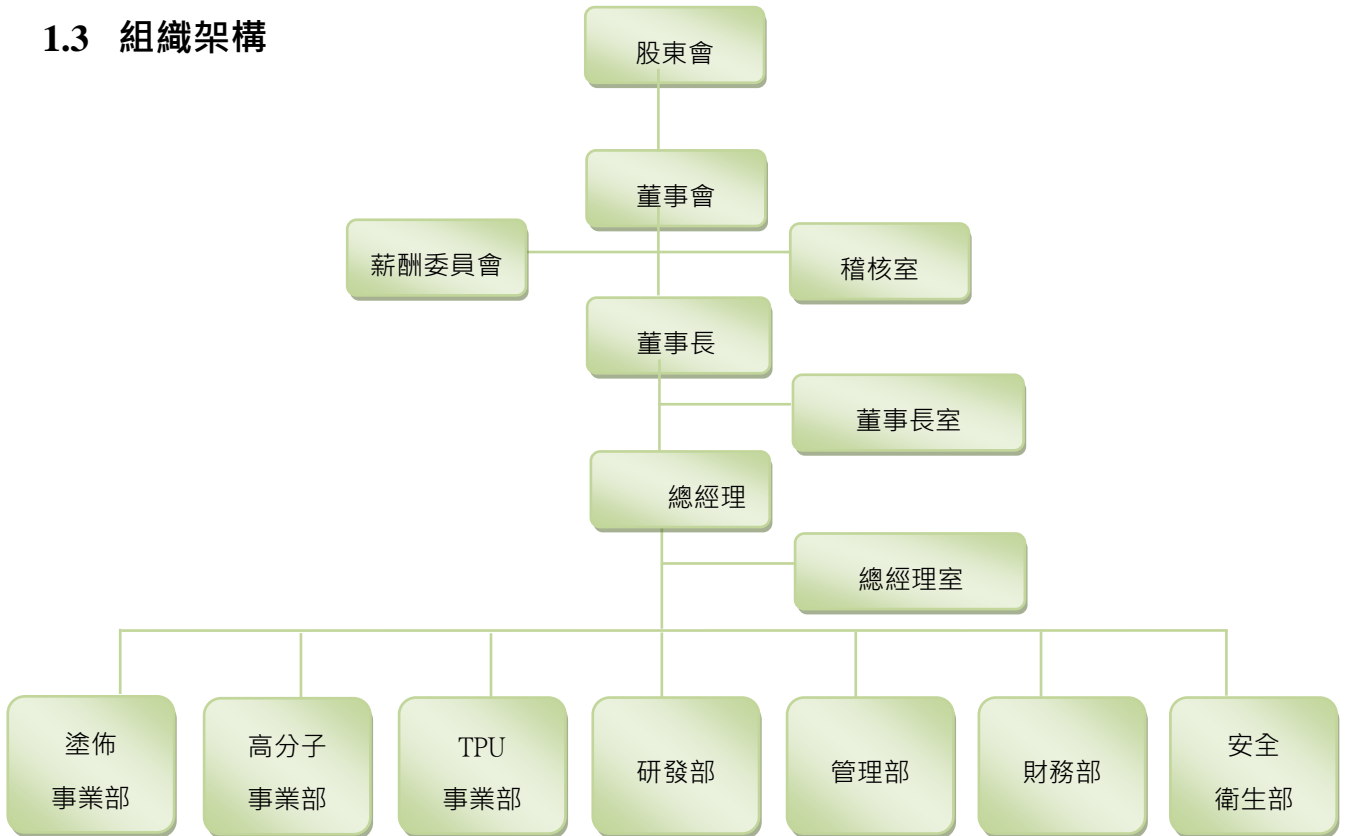 1.3 組織架構
股東會
董事會
薪酬委員會
稽核室
董事長
董事長室
總經理
總經理室
塗佈
事業部
高分子
事業部
TPU
事業部
研發部
管理部
財務部
安全
衛生部